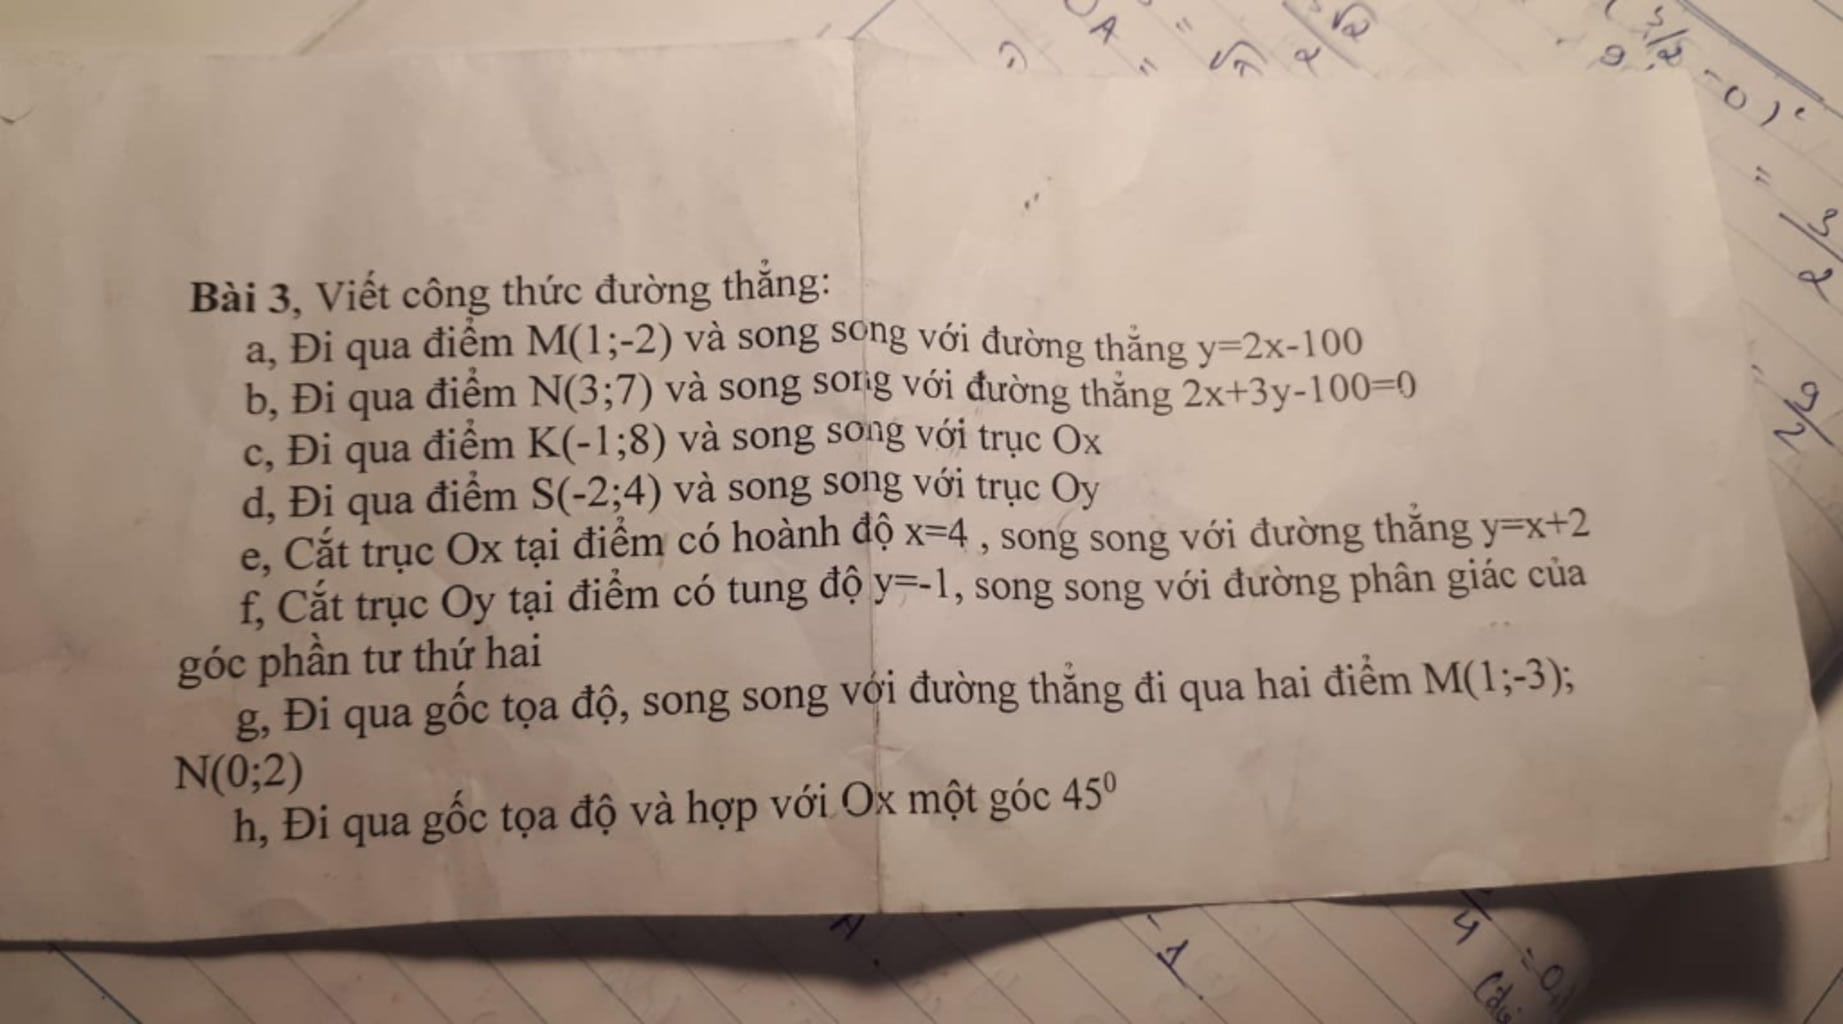 Bài 3, Viết công thức đường thẳng:
a, Đi qua điểm M(1;-2) và song song với đường thẳng y=2x-100
b, Đi qua điểm N(3;7) và song song với đường thẳng 2x+3y-100=0
c, Đi qua điểm K(-1;8) và song song với trục Ox
d, Đi qua điểm S(-2;4) và song song với trục Oy
e, Cắt trục Ox tại điểm có hoành độ x=4 , song song với đường thẳng y=x+2
f, Cắt trục Oy tại điểm có tung độ y=-1, song song với đường phân giác của
góc phần tư thứ hai
g, Đi qua gốc tọa độ, song song với đường thẳng đi qua hai điểm M(1;-3);
N(0;2)
h, Đi qua gốc tọa độ và hợp với Ox một góc 45⁰